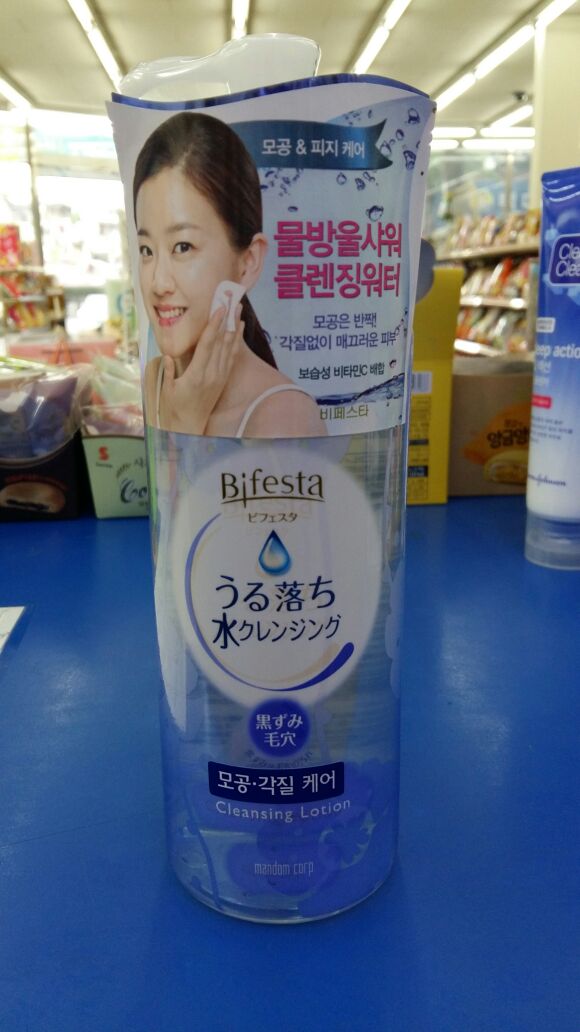 모공 & 피지 케어
물방울샤워
클렌징워터
모공은 반짝!
각질없이 매끄러운 피부
보습성 비타민C 배합
비페스타
Bifesta
ビフェスタ
うる落ち
水クレンジング
黒ずみ
毛穴
모공·각질 케어
Cleansing Lotion
mandom corp
Clean
Clea
eep actio